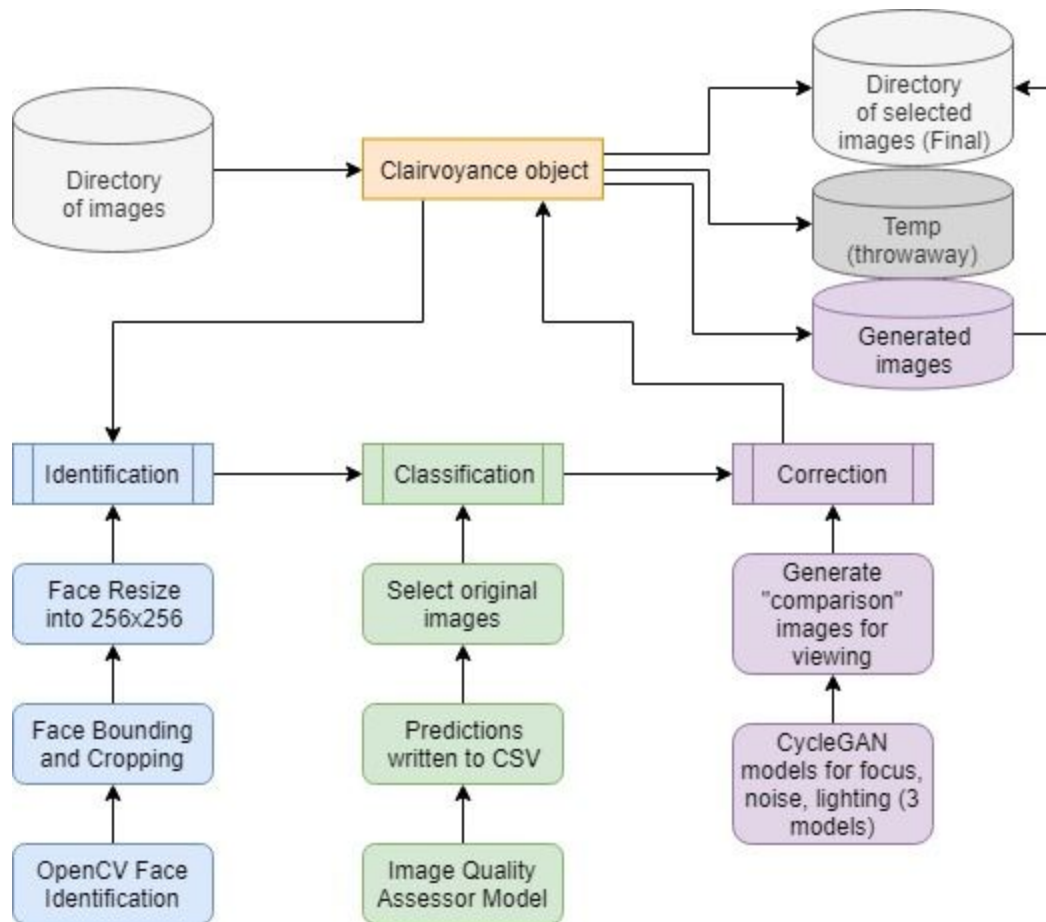 Directory
of images
Clairvoyance object
Directory
of selected
images (Final)
Temp
(throwaway)
Generated
images
Identification
Classification
Correction
Face Resize
into 256x256
Select original
images
Generate
"comparison"
images for
viewing
Face Bounding
and Cropping
Predictions
written to CSV
CycleGAN
models for focus,
noise, lighting (3
models)
OpenCV Face
Identification
Image Quality
Assessor Model